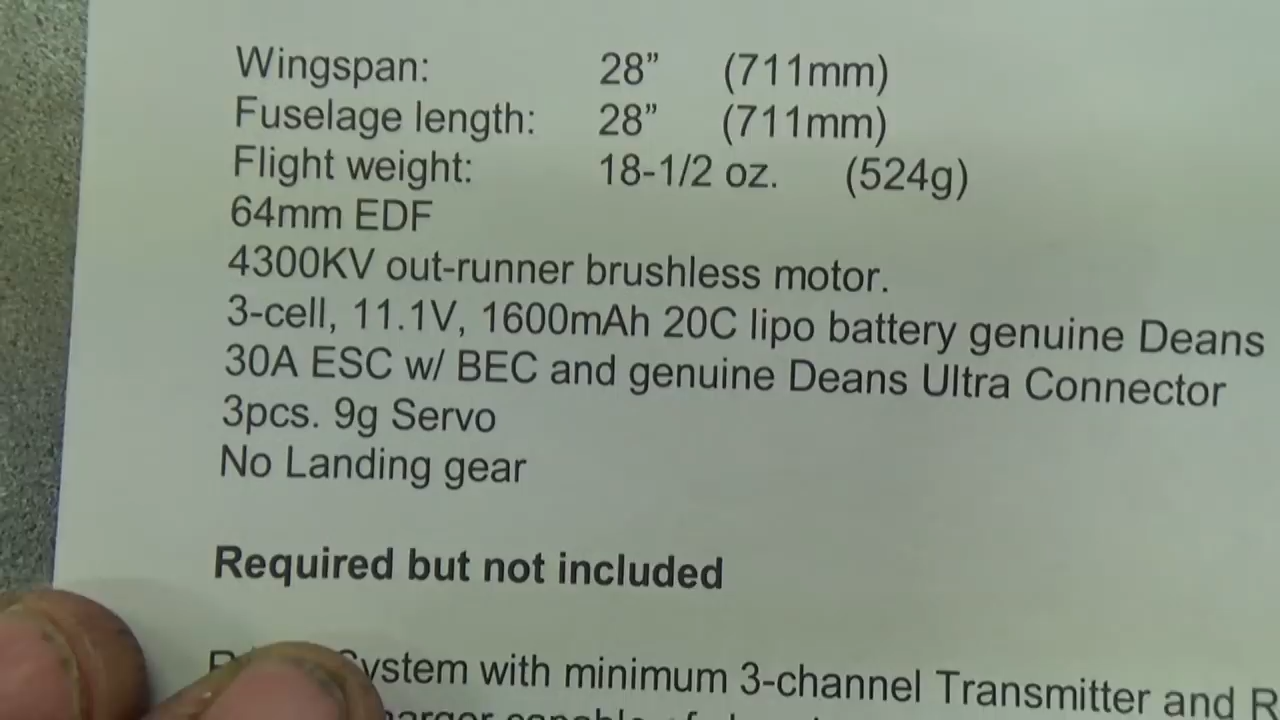 Wingspan: 28” (711mm)
Fuselage length: 28” (711mm)
Flight weight: 18-1/2 oz. (524g)
64mm EDF
4300KV out-runner brushless motor.
3-cell, 11.1V, 1600mAh 20C lipo battery genuine Deans
30A ESC w/ BEC and genuine Deans Ultra Connector
3pcs. 9g Servo
No Landing gear
Required but not included
System with minimum 3-channel Transmitter and